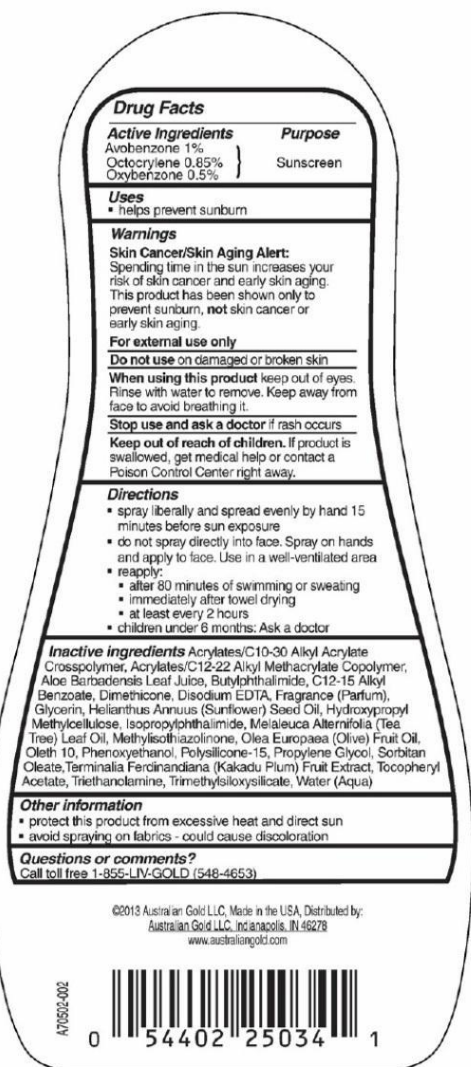 Drug Facts
Active Ingredients Purpose
Avobenzone 1%
Octocrylene 0.85% Sunscreen
Oxybenzone 0.5%
Uses
▪ helps prevent sunburn
Warnings
Skin Cancer/Skin Aging Alert:
Spending time in the sun increases your
risk of skin cancer and early skin aging.
This product has been shown only to
prevent sunburn, not skin cancer or
early skin aging.
For external use only
Do not use on damaged or broken skin
When using this product keep out of eyes.
Rinse with water to remove. Keep away from
face to avoid breathing it.
Stop use and ask a doctor if rash occurs
Keep out of reach of children. If product is
swallowed, get medical help or contact a
Poison Control Center right away.
Directions
▪ spray liberally and spread evenly by hand 15
minutes before sun exposure
▪ do not spray directly into face. Spray on hands
and apply to face. Use in a well-ventilated area
▪ reapply:
▪ after 80 minutes of swimming or sweating
▪ immediately after towel drying
▪ at least every 2 hours
▪ children under 6 months: Ask a doctor
Inactive ingredients Acrylates/C10-30 Alkyl Acrylate
Crosspolymer, Acrylates/C12-22 Alkyl Methacrylate Copolymer,
Aloe Barbadensis Leaf Juice, Butylphthalimide, C12-15 Alkyl
Benzoate, Dimethicone, Disodium EDTA, Fragrance (Parfum),
Glycerin, Helianthus Annuus (Sunflower) Seed Oil, Hydroxypropyl
Methylcellulose, Isopropylphthalimide, Melaleuca Alternifolia (Tea
Tree) Leaf Oil, Methylisothiazolinone, Olea Europaea (Olive) Fruit Oil,
Oleth 10, Phenoxyethanol, Polysilicone-15, Propylene Glycol, Sorbitan
Oleate,Terminalia Ferdinandiana (Kakadu Plum) Fruit Extract, Tocopheryl
Acetate, Triethanolamine, Trimethylsiloxysilicate, Water (Aqua)
Other information
▪ protect this product from excessive heat and direct sun
▪ avoid spraying on fabrics - could cause discoloration
Questions or comments?
Call toll free 1-855-LIV-GOLD (548-4653)
©2013 Australian Gold LLC, Made in the USA, Distributed by:
Australian Gold LLC, Indianapolis, IN 46278
www.australiangold.com
A70502-002
0 54402 25034 1